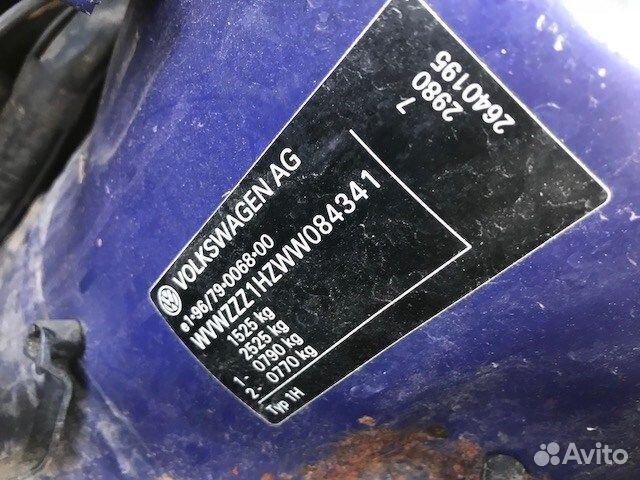 VOLKSWAGEN AG
e1-96/79-0068-00
WVWZZZ1HZWW084341
1525 kg
2525 kg
1- 0790 kg
2- 0770 kg
Typ 1H
7
2980
2640195
Avito